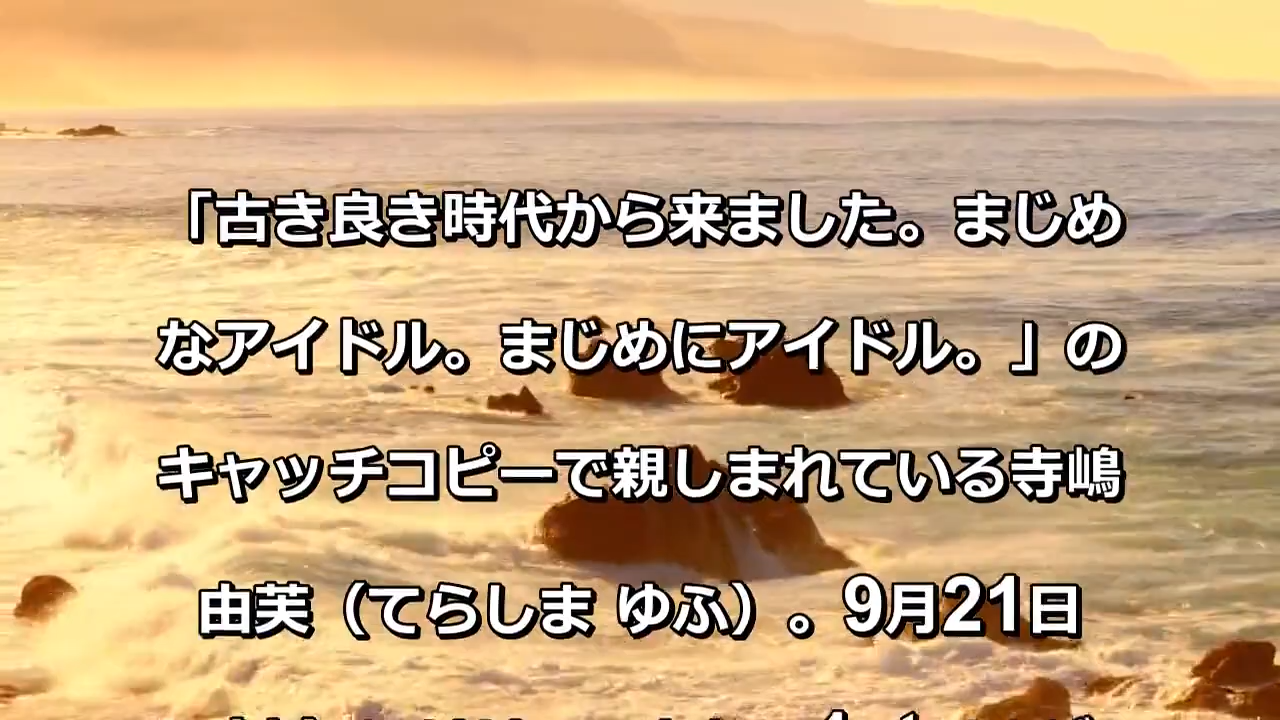 「古き良き時代から来ました。まじめ
なアイドル。まじめにアイドル。」の
キャッチコピーで親しまれている寺嶋
由芙（てらしま ゆふ）。9月21日